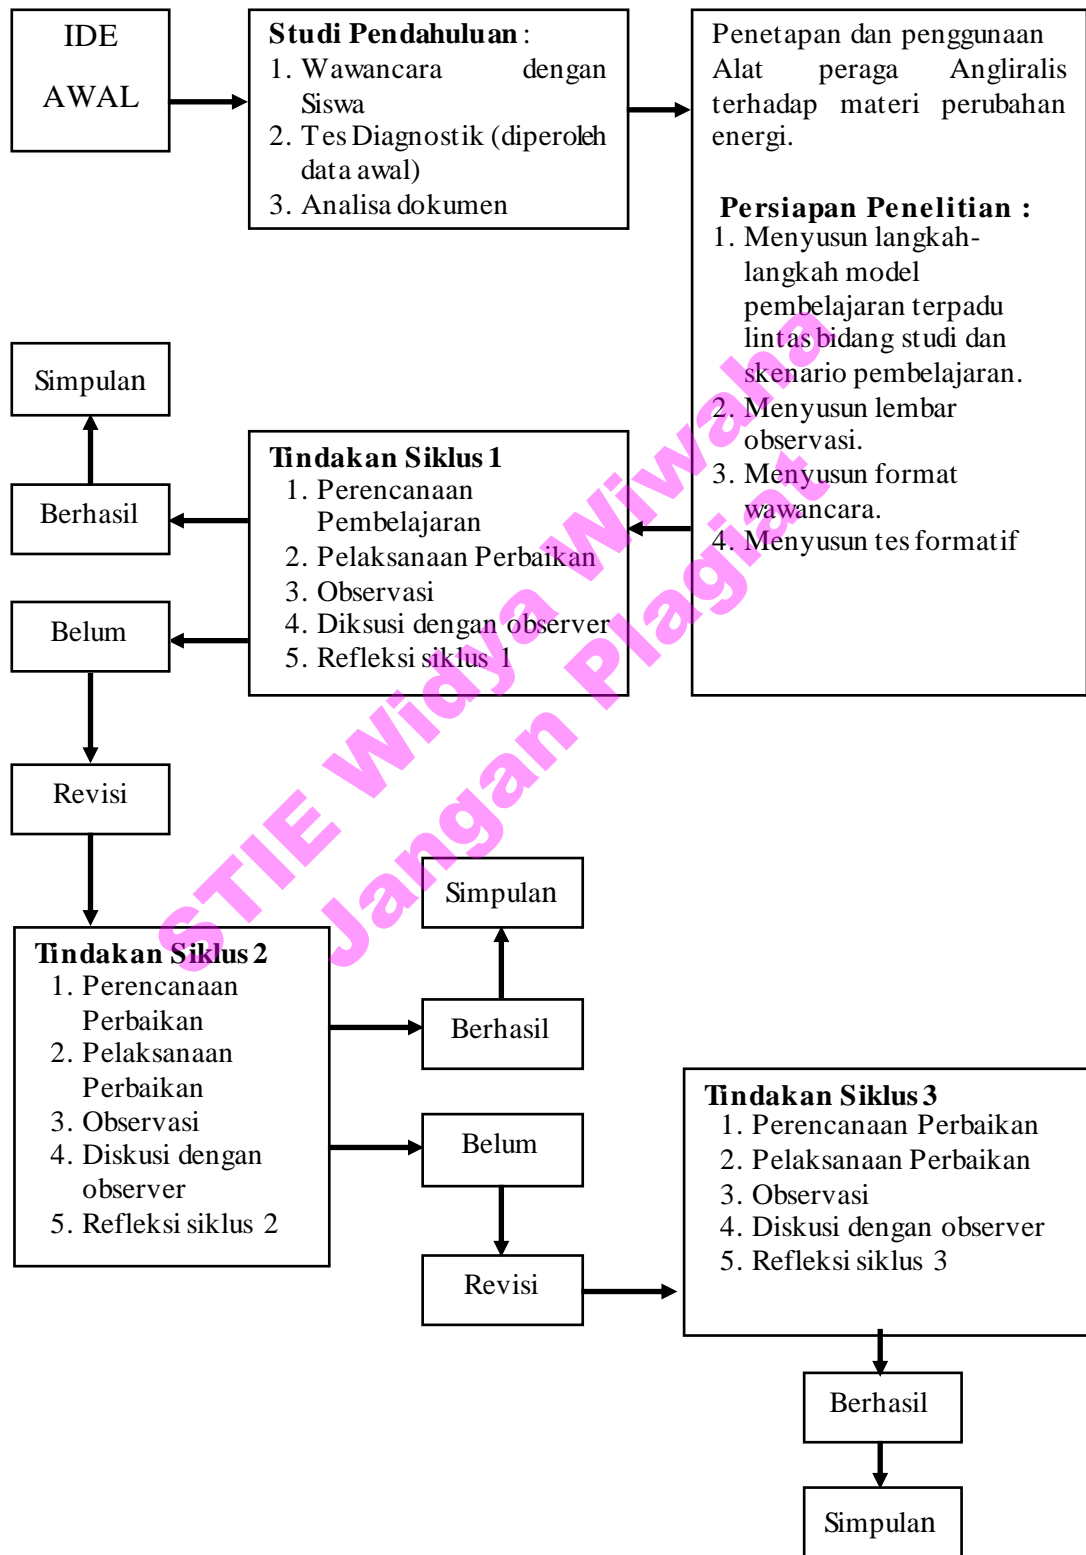 IDE
AWAL
Studi Pendahuluan :
1. Wawancara dengan
Siswa
2. Tes Diagnostik (diperoleh
data awal)
3. Analisa dokumen
Penetapan dan penggunaan
Alat peraga Angliralis
terhadap materi perubahan
energi.
Persiapan Penelitian :
1. Menyusun langkah-
langkah model
pembelajaran terpadu
lintas bidang studi dan
skenario pembelajaran.
2. Menyusun lembar
observasi.
3. Menyusun format
wawancara.
4. Menyusun tes formatif
Simpulan
Berhasil
Tindakan Siklus 1
1. Perencanaan
Pembelajaran
2. Pelaksanaan Perbaikan
3. Observasi
4. Diksusi dengan observer
5. Refleksi siklus 1
Belum
Revisi
Tindakan Siklus 2
1. Perencanaan
Perbaikan
2. Pelaksanaan
Perbaikan
3. Observasi
4. Diskusi dengan
observer
5. Refleksi siklus 2
Simpulan
Berhasil
Belum
Revisi
Tindakan Siklus 3
1. Perencanaan Perbaikan
2. Pelaksanaan Perbaikan
3. Observasi
4. Diskusi dengan observer
5. Refleksi siklus 3
Berhasil
Simpulan
STIE Widya Wiwaha
Jangan Plagiat